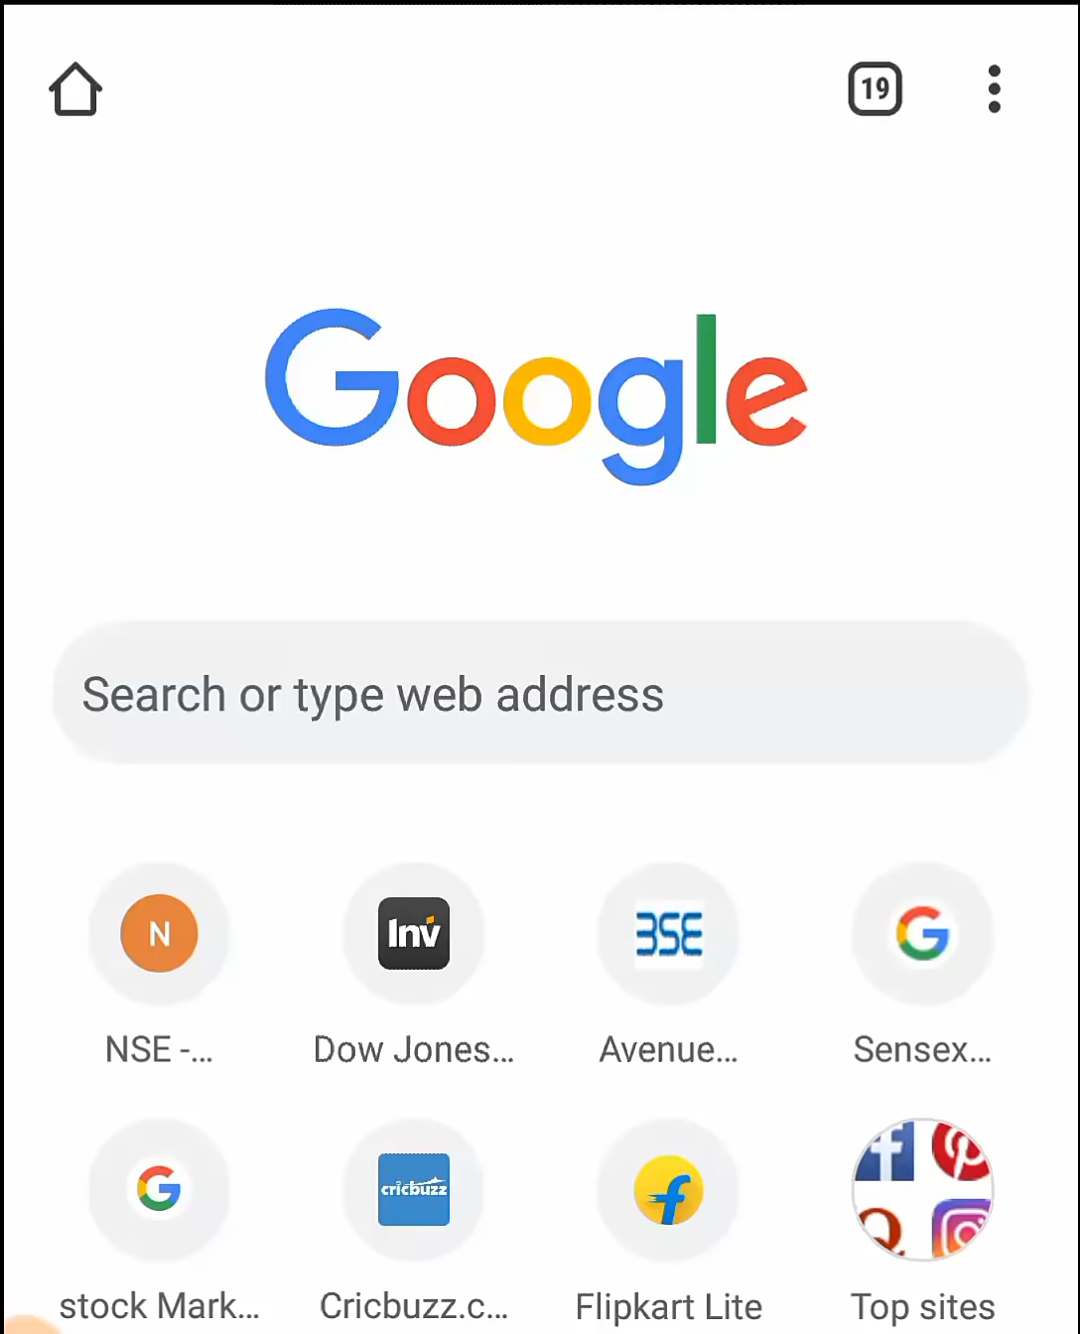 19
Google
Search or type web address
N
Inv
BSE
G
NSE -...
Dow Jones...
Avenue...
Sensex...
G
cricbuzz
f
f
Q
stock Mark...
Cricbuzz.c...
Flipkart Lite
Top sites